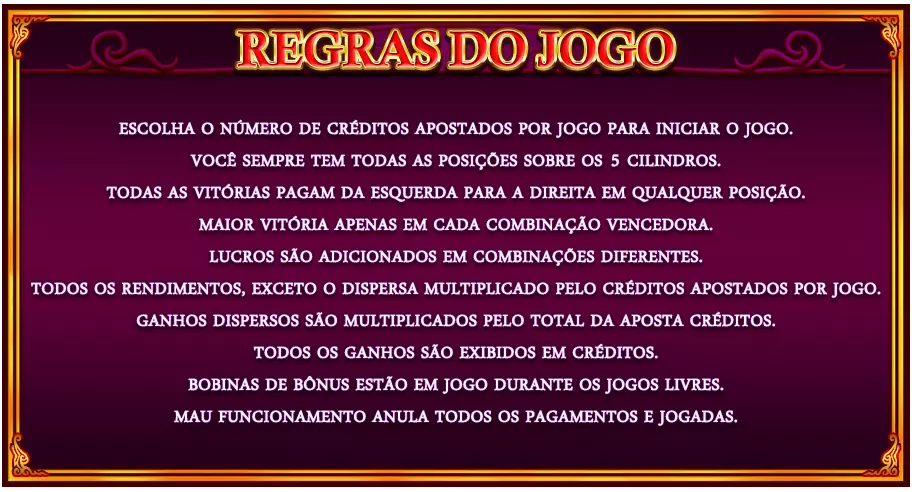 REGRAS DO JOGO
ESCOLHA O NÚMERO DE CRÉDITOS APOSTADOS POR JOGO PARA INICIAR O JOGO.
VOCÊ SEMPRE TEM TODAS AS POSIÇÕES SOBRE OS 5 CILINDROS.
TODAS AS VITÓRIAS PAGAM DA ESQUERDA PARA A DIREITA EM QUALQUER POSIÇÃO.
MAIOR VITÓRIA APENAS EM CADA COMBINAÇÃO VENCEDORA.
LUCROS SÃO ADICIONADOS EM COMBINAÇÕES DIFERENTES.
TODOS OS RENDIMENTOS, EXCETO O DISPERSA MULTIPLICADO PELO CRÉDITOS APOSTADOS POR JOGO.
GANHOS DISPERSOS SÃO MULTIPLICADOS PELO TOTAL DA APOSTA CRÉDITOS.
TODOS OS GANHOS SÃO EXIBIDOS EM CRÉDITOS.
BOBINAS DE BÔNUS ESTÃO EM JOGO DURANTE OS JOGOS LIVRES.
MAU FUNCIONAMENTO ANULA TODOS OS PAGAMENTOS E JOGADAS.